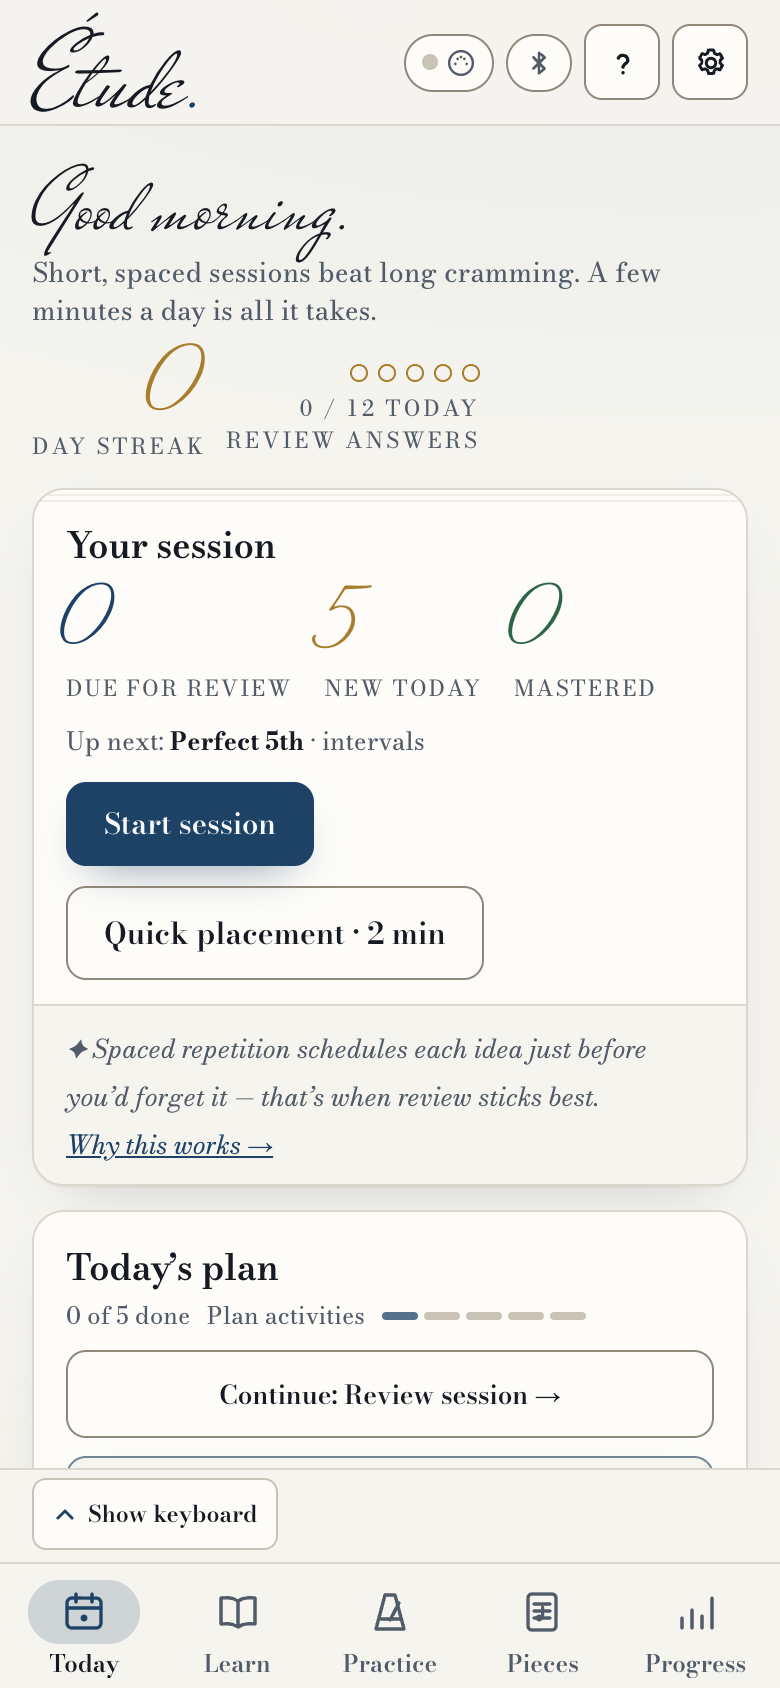 Étude.
?
Good morning.
Short, spaced sessions beat long cramming. A few
minutes a day is all it takes.
0
DAY STREAK
0 / 12 TODAY
REVIEW ANSWERS
Your session
0 5 0
DUE FOR REVIEW NEW TODAY MASTERED
Up next: Perfect 5th · intervals
Start session
Quick placement · 2 min
✦ Spaced repetition schedules each idea just before
you’d forget it — that’s when review sticks best.
Why this works →
Today’s plan
0 of 5 done Plan activities
Continue: Review session →
Show keyboard
Today Learn Practice Pieces Progress